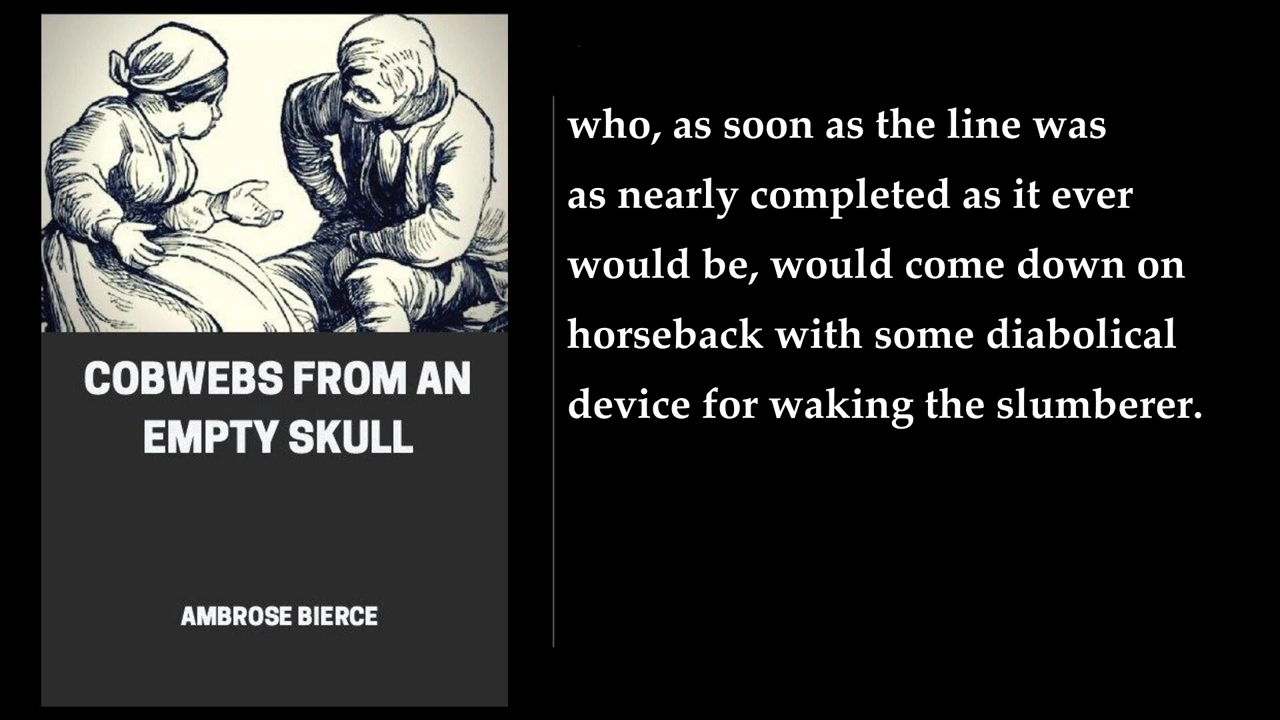 COBWEBS FROM AN
EMPTY SKULL
AMBROSE BIERCE
who, as soon as the line was
as nearly completed as it ever
would be, would come down on
horseback with some diabolical
device for waking the slumberer.